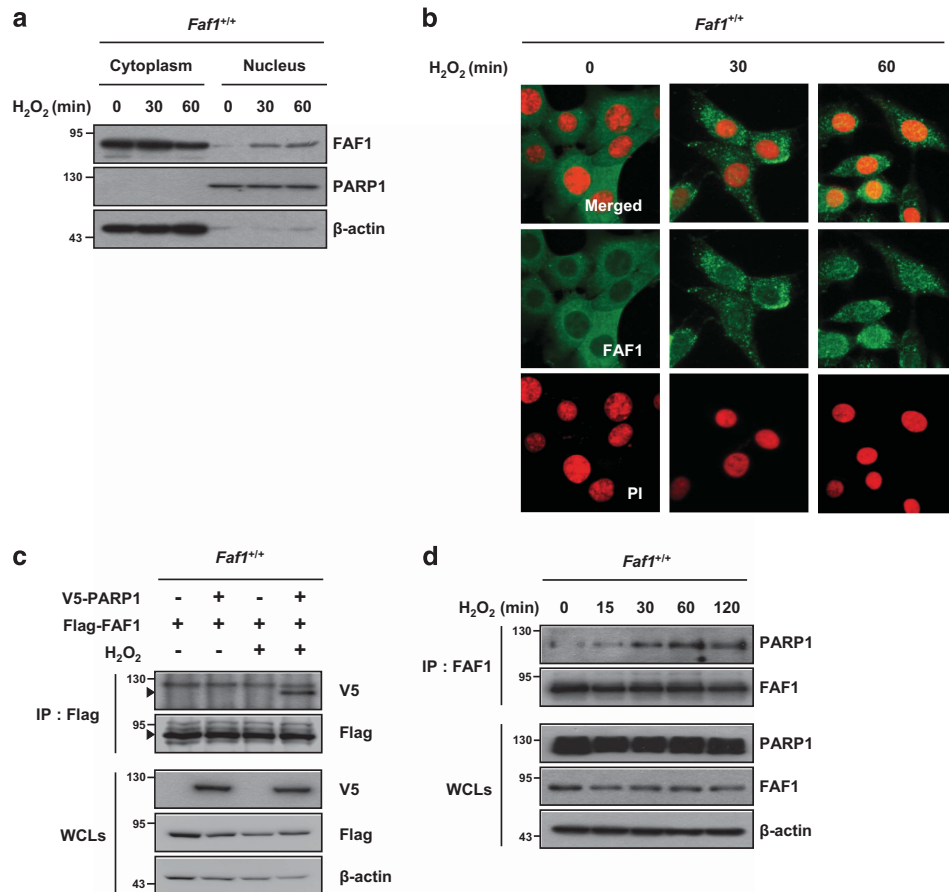 a
Faf1+/+
Cytoplasm Nucleus
H2O2 (min) 0 30 60 0 30 60
95
FAF1
130
PARP1
43
β-actin
b
Faf1+/+
H2O2 (min) 0 30 60
Merged
FAF1
PI
c
Faf1+/+
V5-PARP1 - + - +
Flag-FAF1 + + + +
H2O2 - - + +
IP : Flag
130
V5
95
Flag
WCLs
130
V5
95
Flag
43
β-actin
d
Faf1+/+
H2O2 (min) 0 15 30 60 120
IP : FAF1
130
PARP1
95
FAF1
WCLs
130
PARP1
95
FAF1
43
β-actin